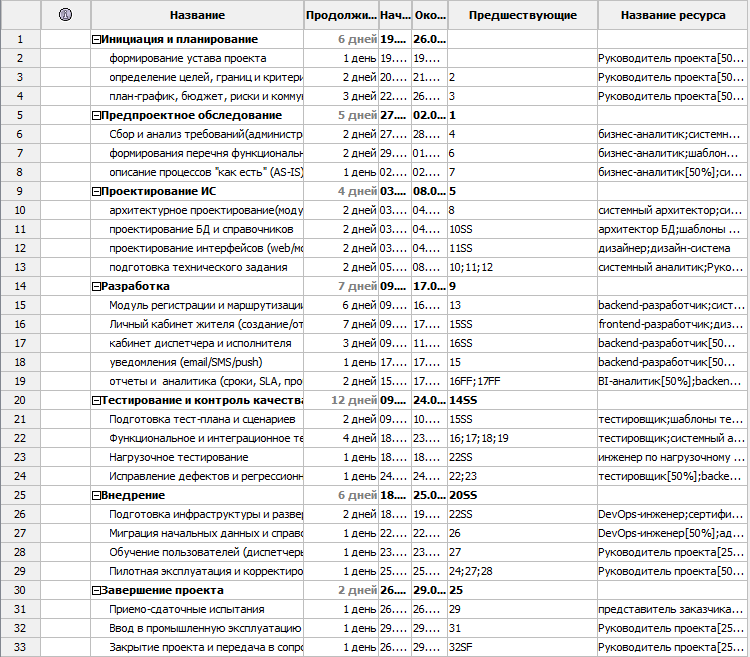 Название Продолжи... Нач... Око... Предшествующие Название ресурса
1 Инициация и планирование 6 дней 19.... 26.0...
2 формирование устава проекта 1 день 19.... 19.... Руководитель проекта[50...
3 определение целей, границ и критери 2 дней 20.... 21.... 2 Руководитель проекта[50...
4 план-график, бюджет, риски и комму 3 дней 22.... 26.... 3 Руководитель проекта[50...
5 Предпроектное обследование 5 дней 27.... 02.0... 1
6 Сбор и анализ требований(администр 2 дней 27.... 28.... 4 бизнес-аналитик;системн...
7 формирования перечня функциональн 2 дней 29.... 01.... 6 бизнес-аналитик;шаблон...
8 описание процессов "как есть" (AS-IS) 1 день 02.... 02.... 7 бизнес-аналитик[50%];си...
9 Проектирование ИС 4 дней 03.... 08.0... 5
10 архитектурное проектирование(моду 2 дней 03.... 04.... 8 системный архитектор;си...
11 проектирование БД и справочников 2 дней 03.... 04.... 10SS архитектор БД;шаблоны ...
12 проектирование интерфейсов (web/мо 2 дней 03.... 04.... 11SS дизайнер;дизайн-система
13 подготовка технического задания 2 дней 05.... 08.... 10;11;12 системный аналитик;Руко...
14 Разработка 7 дней 09.... 17.0... 9
15 Модуль регистрации и маршрутизации 6 дней 09.... 16.... 13 backend-разработчик;сист...
16 Личный кабинет жителя (создание/от 7 дней 09.... 17.... 15SS frontend-разработчик;диз...
17 кабинет диспетчера и исполнителя 3 дней 09.... 11.... 16SS backend-разработчик[50...
18 уведомления (email/SMS/push) 1 день 17.... 17.... 15 backend-разработчик[50...
19 отчеты и аналитика (сроки, SLA, про 2 дней 15.... 17.... 16FF;17FF BI-аналитик[50%];backen...
20 Тестирование и контроль качества 12 дней 09.... 24.0... 14SS
21 Подготовка тест-плана и сценариев 2 дней 09.... 10.... 15SS тестировщик;шаблоны те...
22 Функциональное и интеграционное те 4 дней 18.... 23.... 16;17;18;19 тестировщик;системный а...
23 Нагрузочное тестирование 1 день 18.... 18.... 22SS инженер по нагрузочному ...
24 Исправление дефектов и регрессионн 1 день 24.... 24.... 22;23 тестировщик[50%];backe...
25 Внедрение 6 дней 18.... 25.0... 20SS
26 Подготовка инфраструктуры и развер 2 дней 18.... 19.... 22SS DevOps-инженер;сертифи...
27 Миграция начальных данных и справо 1 день 22.... 22.... 26 DevOps-инженер[50%];ад...
28 Обучение пользователей (диспетчеры 1 день 23.... 23.... 27 Руководитель проекта[25...
29 Пилотная эксплуатация и корректиро 1 день 25.... 25.... 24;27;28 Руководитель проекта[50...
30 Завершение проекта 2 дней 26.... 29.0... 25
31 Приемо-сдаточные испытания 1 день 26.... 26.... 29 представитель заказчика...
32 Ввод в промышленную эксплуатацию 1 день 29.... 29.... 31 Руководитель проекта[25...
33 Закрытие проекта и передача в сопро 1 день 26.... 29.... 32SF Руководитель проекта[25...